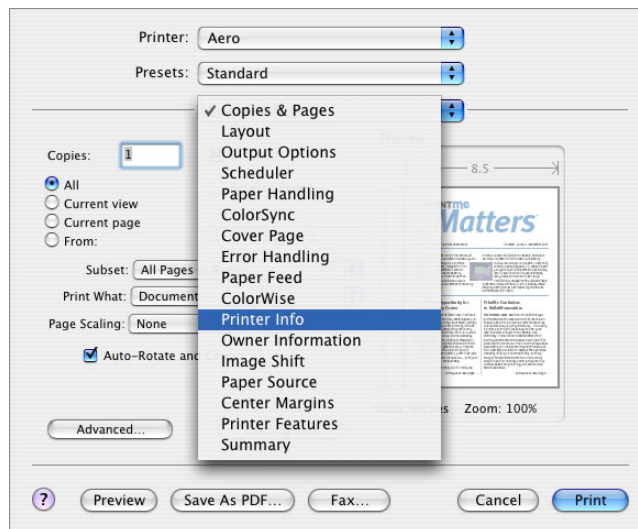 Printer: Aero
Presets: Standard
✓ Copies & Pages
Layout
Output Options
Scheduler
Paper Handling
ColorSync
Cover Page
Error Handling
Paper Feed
ColorWise
Printer Info
Owner Information
Image Shift
Paper Source
Center Margins
Printer Features
Summary
Copies: 1
All
Current view
Current page
From:
Subset: All Pages
Print What: Document
Page Scaling: None
Auto-Rotate and
Advanced...
Preview
8.5
Matters
Units: Inches Zoom: 100%
? Preview Save As PDF... Fax... Cancel Print